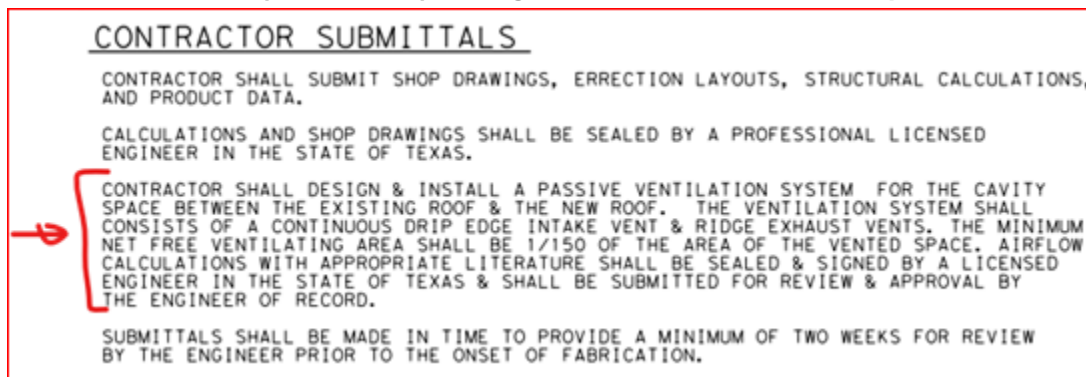 CONTRACTOR SUBMITTALS
CONTRACTOR SHALL SUBMIT SHOP DRAWINGS, ERRECTION LAYOUTS, STRUCTURAL CALCULATIONS,
AND PRODUCT DATA.
CALCULATIONS AND SHOP DRAWINGS SHALL BE SEALED BY A PROFESSIONAL LICENSED
ENGINEER IN THE STATE OF TEXAS.
CONTRACTOR SHALL DESIGN & INSTALL A PASSIVE VENTILATION SYSTEM FOR THE CAVITY
SPACE BETWEEN THE EXISTING ROOF & THE NEW ROOF. THE VENTILATION SYSTEM SHALL
CONSISTS OF A CONTINUOUS DRIP EDGE INTAKE VENT & RIDGE EXHAUST VENTS. THE MINIMUM
NET FREE VENTILATING AREA SHALL BE 1/150 OF THE AREA OF THE VENTED SPACE. AIRFLOW
CALCULATIONS WITH APPROPRIATE LITERATURE SHALL BE SEALED & SIGNED BY A LICENSED
ENGINEER IN THE STATE OF TEXAS & SHALL BE SUBMITTED FOR REVIEW & APPROVAL BY
THE ENGINEER OF RECORD.
SUBMITTALS SHALL BE MADE IN TIME TO PROVIDE A MINIMUM OF TWO WEEKS FOR REVIEW
BY THE ENGINEER PRIOR TO THE ONSET OF FABRICATION.